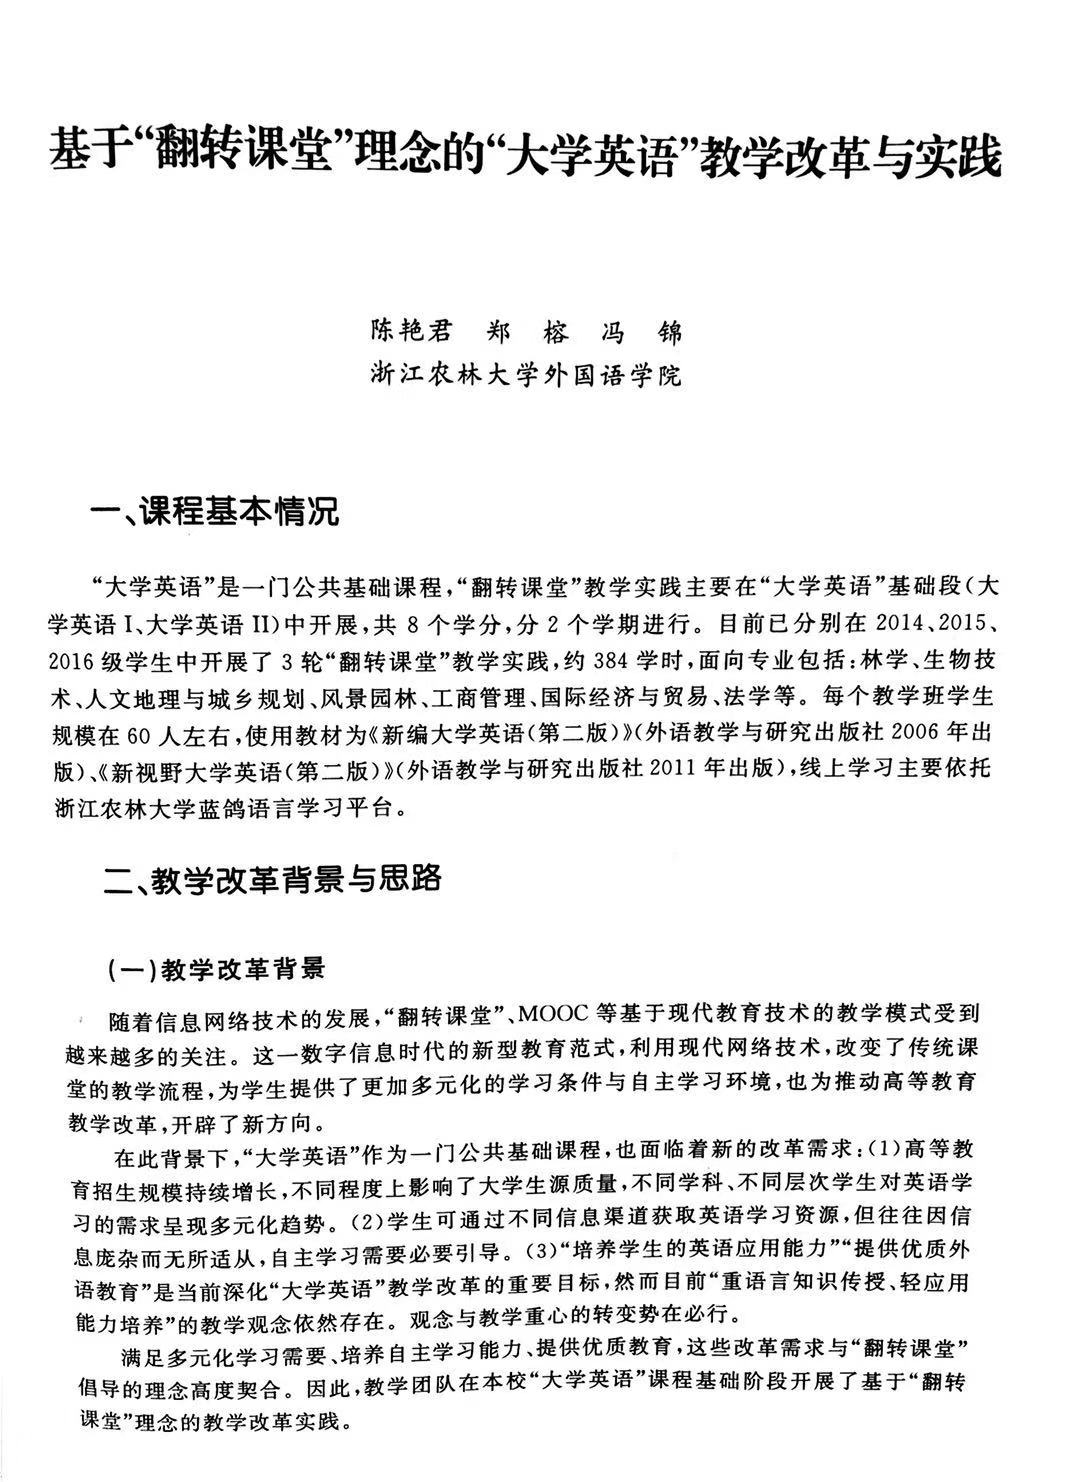 基于“翻转课堂”理念的“大学英语”教学改革与实践
陈艳君 郑 榕 冯 锦
浙江农林大学外国语学院
一、课程基本情况
“大学英语”是一门公共基础课程,“翻转课堂”教学实践主要在“大学英语”基础段(大
学英语 I、大学英语 II)中开展,共 8 个学分,分 2 个学期进行。目前已分别在 2014、2015、
2016 级学生中开展了 3 轮“翻转课堂”教学实践,约 384 学时,面向专业包括:林学、生物技
术、人文地理与城乡规划、风景园林、工商管理、国际经济与贸易、法学等。每个教学班学生
规模在 60 人左右,使用教材为《新编大学英语(第二版)》(外语教学与研究出版社 2006 年出
版)、《新视野大学英语(第二版)》(外语教学与研究出版社 2011 年出版),线上学习主要依托
浙江农林大学蓝鸽语言学习平台。
二、教学改革背景与思路
(一)教学改革背景
随着信息网络技术的发展,“翻转课堂”、MOOC 等基于现代教育技术的教学模式受到
越来越多的关注。这一数字信息时代的新型教育范式,利用现代网络技术,改变了传统课
堂的教学流程,为学生提供了更加多元化的学习条件与自主学习环境,也为推动高等教育
教学改革,开辟了新方向。
在此背景下,“大学英语”作为一门公共基础课程,也面临着新的改革需求:(1)高等教
育招生规模持续增长,不同程度上影响了大学生源质量,不同学科、不同层次学生对英语学
习的需求呈现多元化趋势。(2)学生可通过不同信息渠道获取英语学习资源,但往往因信
息庞杂而无所适从,自主学习需要必要引导。(3)“培养学生的英语应用能力”“提供优质外
语教育”是当前深化“大学英语”教学改革的重要目标,然而目前“重语言知识传授、轻应用
能力培养”的教学观念依然存在。观念与教学重心的转变势在必行。
满足多元化学习需要、培养自主学习能力、提供优质教育,这些改革需求与“翻转课堂”
倡导的理念高度契合。因此,教学团队在本校“大学英语”课程基础阶段开展了基于“翻转
课堂”理念的教学改革实践。